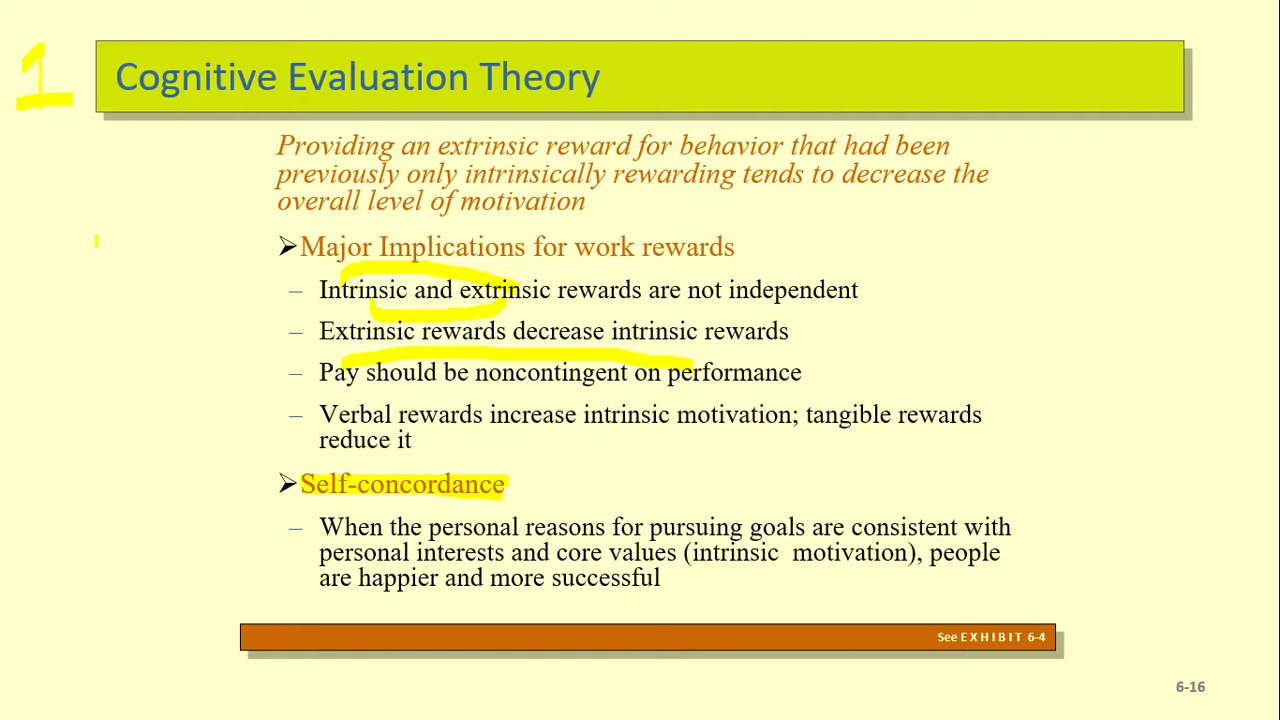 1
Cognitive Evaluation Theory
Providing an extrinsic reward for behavior that had been
previously only intrinsically rewarding tends to decrease the
overall level of motivation
➢Major Implications for work rewards
– Intrinsic and extrinsic rewards are not independent
– Extrinsic rewards decrease intrinsic rewards
– Pay should be noncontingent on performance
– Verbal rewards increase intrinsic motivation; tangible rewards
reduce it
➢Self-concordance
– When the personal reasons for pursuing goals are consistent with
personal interests and core values (intrinsic motivation), people
are happier and more successful
See E X H I B I T 6-4
6-16